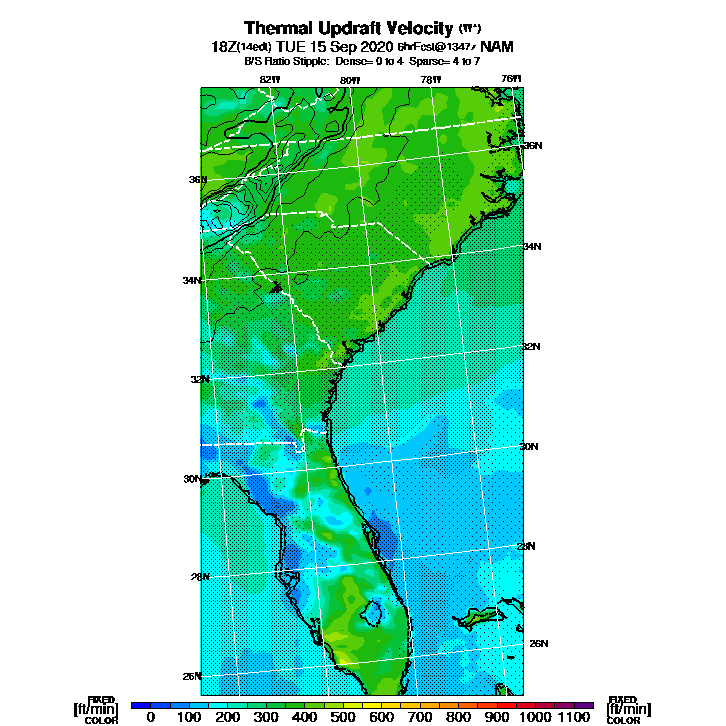 Thermal Updraft Velocity (W*)
18Z(14edt) TUE 15 Sep 2020 6hrFcst@1347z NAM
B/S Ratio Stipple: Dense= 0 to 4 Sparse= 4 to 7
82W 80W 78W 76W
36N
36N
34N
34N
32N
32N
30N
30N
28N
28N
26N
26N
FIXED FIXED
[ft/min] 0 100 200 300 400 500 600 700 800 900 1000 1100 [ft/min]
COLOR COLOR